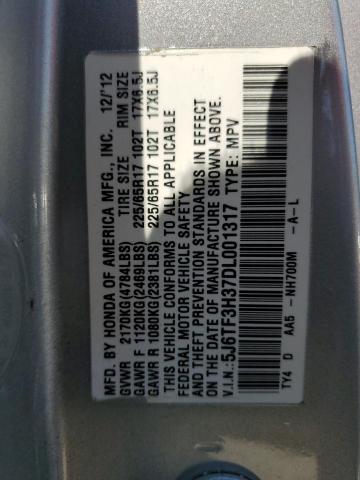 MFD. BY HONDA OF AMERICA MFG., INC. 12/'12
GVWR 2170KG(4784LBS) TIRE SIZE RIM SIZE
GAWR F 1120KG(2469LBS) 225/65R17 102T 17X6.5J
GAWR R 1080KG(2381LBS) 225/65R17 102T 17X6.5J
THIS VEHICLE CONFORMS TO ALL APPLICABLE
FEDERAL MOTOR VEHICLE SAFETY
AND THEFT PREVENTION STANDARDS IN EFFECT
ON THE DATE OF MANUFACTURE SHOWN ABOVE.
V.I.N.: 5J6TF3H37DL001317 TYPE: MPV
TY4 D AA5 - NH700M -A-L